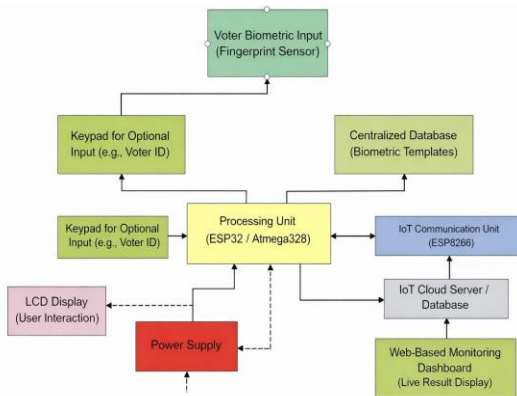 Voter Biometric Input
(Fingerprint Sensor)
Keypad for Optional
Input (e.g., Voter ID)
Centralized Database
(Biometric Templates)
Keypad for Optional
Input (e.g., Voter ID)
Processing Unit
(ESP32 / Atmega328)
IoT Communication Unit
(ESP8266)
LCD Display
(User Interaction)
IoT Cloud Server /
Database
Power Supply
Web-Based Monitoring
Dashboard
(Live Result Display)